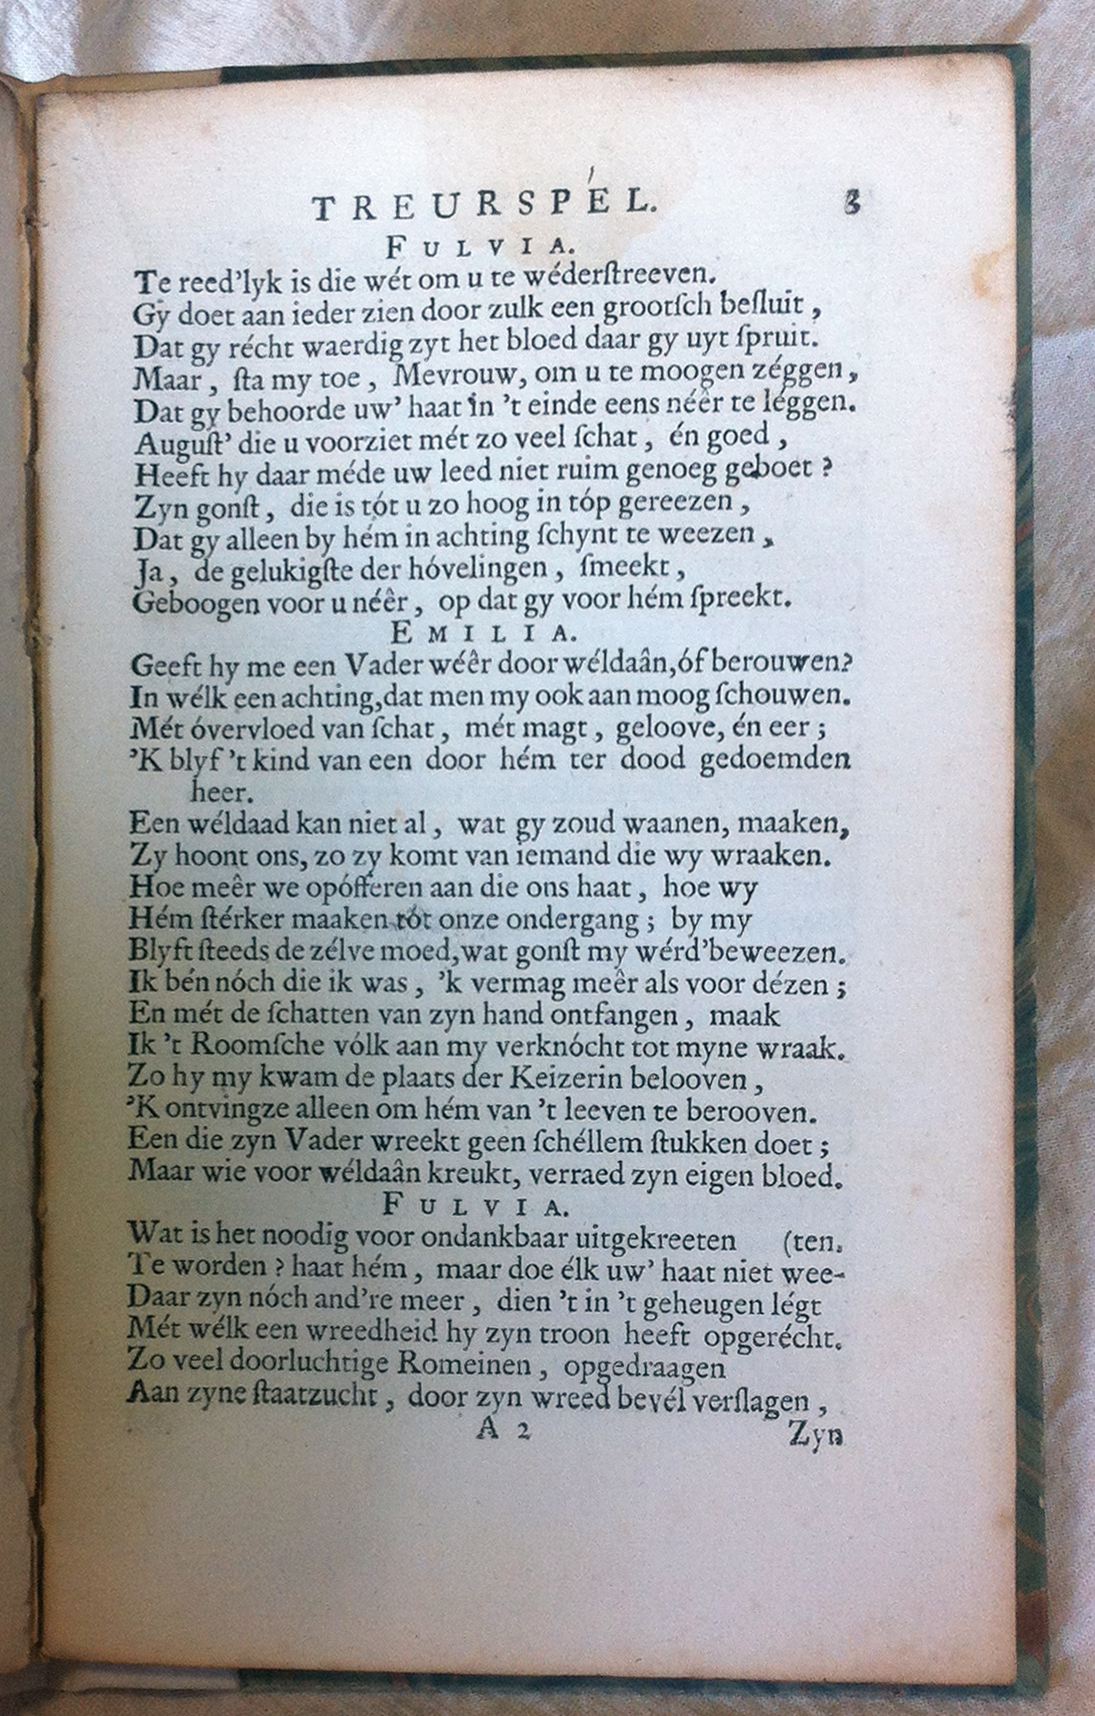 TREURSPÉL. 3
FULVIA.
Te reed'lyk is die wét om u te wéderſtreeven.
Gy doet aan ieder zien door zulk een grootſch beſluit,
Dat gy récht waerdig zyt het bloed daar gy uyt ſpruit.
Maar, ſta my toe, Mevrouw, om u te moogen zéggen,
Dat gy behoorde uw' haat in 't einde eens néêr te léggen.
Auguſt' die u voorziet mét zo veel ſchat, én goed,
Heeft hy daar méde uw leed niet ruim genoeg geboet?
Zyn gonſt, die is tót u zo hoog in tóp gereezen,
Dat gy alleen by hém in achting ſchynt te weezen,
Ja, de gelukigſte der hóvelingen, ſmeekt,
Geboogen voor u néêr, op dat gy voor hém ſpreekt.
EMILIA.
Geeft hy me een Vader wéêr door wéldaân, óf berouwen?
In wélk een achting, dat men my ook aan moog ſchouwen.
Mét óvervloed van ſchat, mét magt, geloove, én eer;
'K blyf 't kind van een door hém ter dood gedoemden
heer.
Een wéldaad kan niet al, wat gy zoud waanen, maaken,
Zy hoont ons, zo zy komt van iemand die wy wraaken.
Hoe meêr we opófferen aan die ons haat, hoe wy
Hém ſtérker maaken tót onze ondergang; by my
Blyft ſteeds de zélve moed, wat gonſt my wérd' beweezen.
Ik bén nóch die ik was, 'k vermag meêr als voor dézen;
En mét de ſchatten van zyn hand ontfangen, maak
Ik 't Roomſche vólk aan my verknócht tot myne wraak.
Zo hy my kwam de plaats der Keizerin belooven,
'K ontvingze alleen om hém van 't leeven te berooven.
Een die zyn Vader wreekt geen ſchéllem ſtukken doet;
Maar wie voor wéldaân kreukt, verraed zyn eigen bloed.
FULVIA.
Wat is het noodig voor ondankbaar uitgekreeten (ten.
Te worden? haat hém, maar doe élk uw' haat niet wee-
Daar zyn nóch and're meer, dien 't in 't geheugen légt
Mét wélk een wreedheid hy zyn troon heeft opgerécht.
Zo veel doorluchtige Romeinen, opgedraagen
Aan zyne ſtaatzucht, door zyn wreed bevél verſlagen,
A 2 Zyn